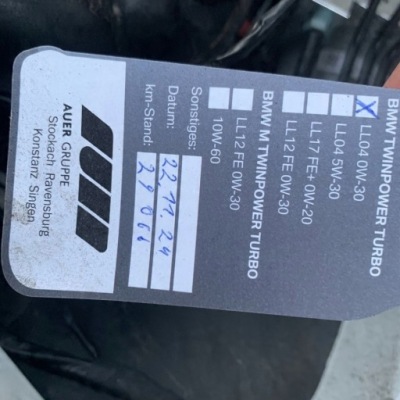 BMW TWINPOWER TURBO
X LL04 0W-30
LL04 5W-30
LL17 FE+ 0W-20
LL12 FE 0W-30
BMW M TWINPOWER TURBO
LL12 FE 0W-30
10W-60
Sonstiges:
Datum: 22.11.24
km-Stand: 29066
AUER GRUPPE
Stockach Ravensburg
Konstanz Singen